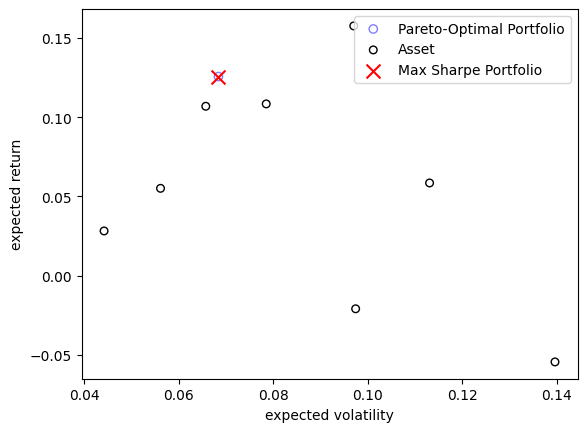 Pareto-Optimal Portfolio
Asset
Max Sharpe Portfolio
0.15
0.10
0.05
0.00
−0.05
expected return
0.04 0.06 0.08 0.10 0.12 0.14
expected volatility